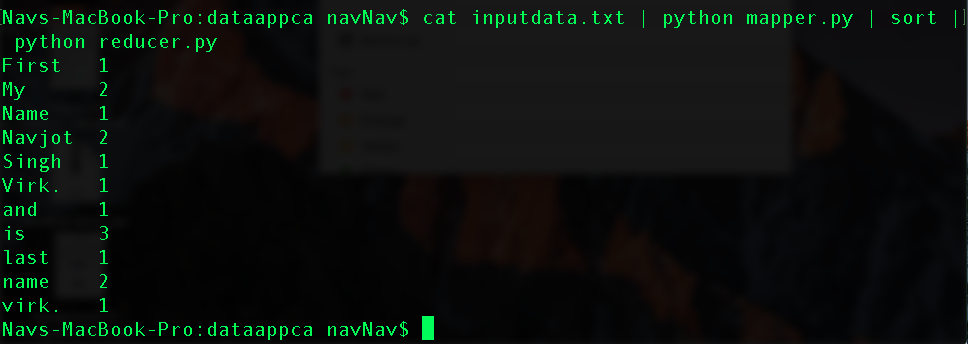 Navs-MacBook-Pro:dataappca navNav$ cat inputdata.txt | python mapper.py | sort |
 python reducer.py
First	1
My	2
Name	1
Navjot	2
Singh	1
Virk.	1
and	1
is	3
last	1
name	2
virk.	1
Navs-MacBook-Pro:dataappca navNav$